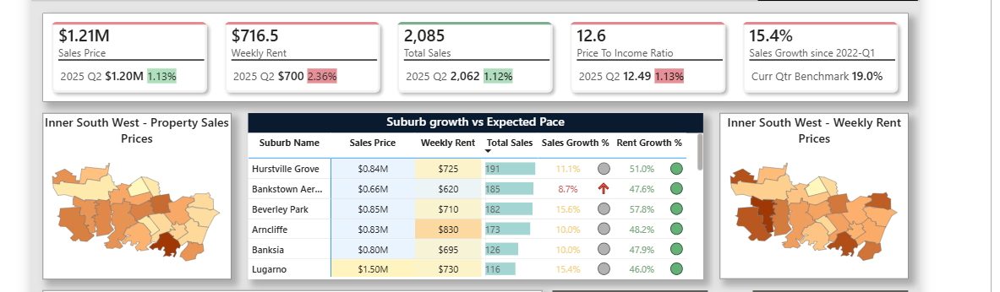 $1.21M
Sales Price
2025 Q2 $1.20M 1.13%
$716.5
Weekly Rent
2025 Q2 $700 2.36%
2,085
Total Sales
2025 Q2 2,062 1.12%
12.6
Price To Income Ratio
2025 Q2 12.49 1.13%
15.4%
Sales Growth since 2022-Q1
Curr Qtr Benchmark 19.0%
Inner South West - Property Sales
Prices
Suburb growth vs Expected Pace
Suburb Name Sales Price Weekly Rent Total Sales Sales Growth % Rent Growth %
Hurstville Grove $0.84M $725 191 11.1% 51.0%
Bankstown Aer... $0.66M $620 185 8.7% 47.6%
Beverley Park $0.85M $710 182 15.6% 57.8%
Arncliffe $0.83M $830 173 10.0% 48.2%
Banksia $0.80M $695 126 10.0% 47.9%
Lugarno $1.50M $730 116 15.4% 46.0%
Inner South West - Weekly Rent
Prices